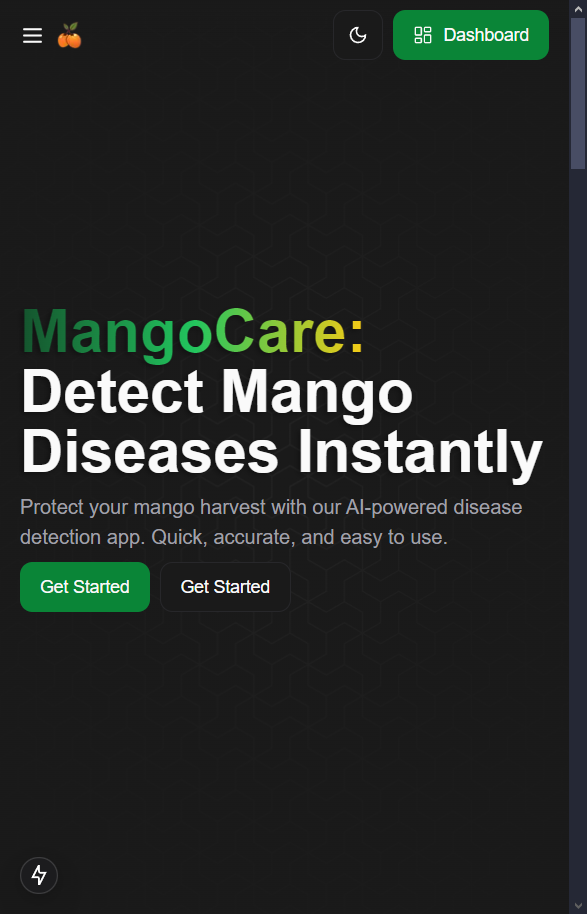 Dashboard
MangoCare:
Detect Mango
Diseases Instantly
Protect your mango harvest with our AI-powered disease
detection app. Quick, accurate, and easy to use.
Get Started
Get Started